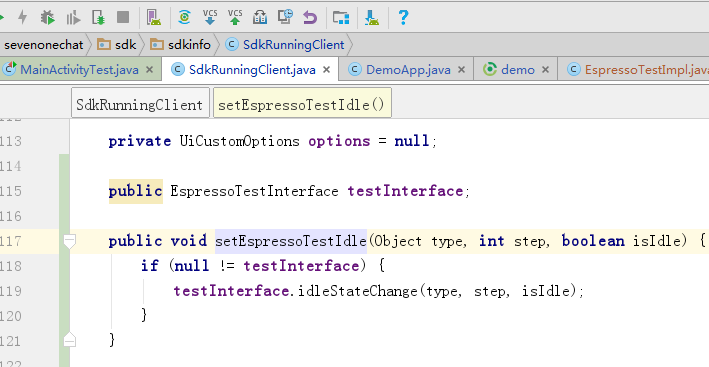 VCS VCS
sevenonechat sdk sdkinfo SdkRunningClient
MainActivityTest.java SdkRunningClient.java DemoApp.java demo EspressoTestImpl.java
SdkRunningClient setEspressoTestIdle()
113 private UiCustomOptions options = null;
114
115 public EspressoTestInterface testInterface;
116
117 public void setEspressoTestIdle(Object type, int step, boolean isIdle) {
118 if (null != testInterface) {
119 testInterface.idleStateChange(type, step, isIdle);
120 }
121 }